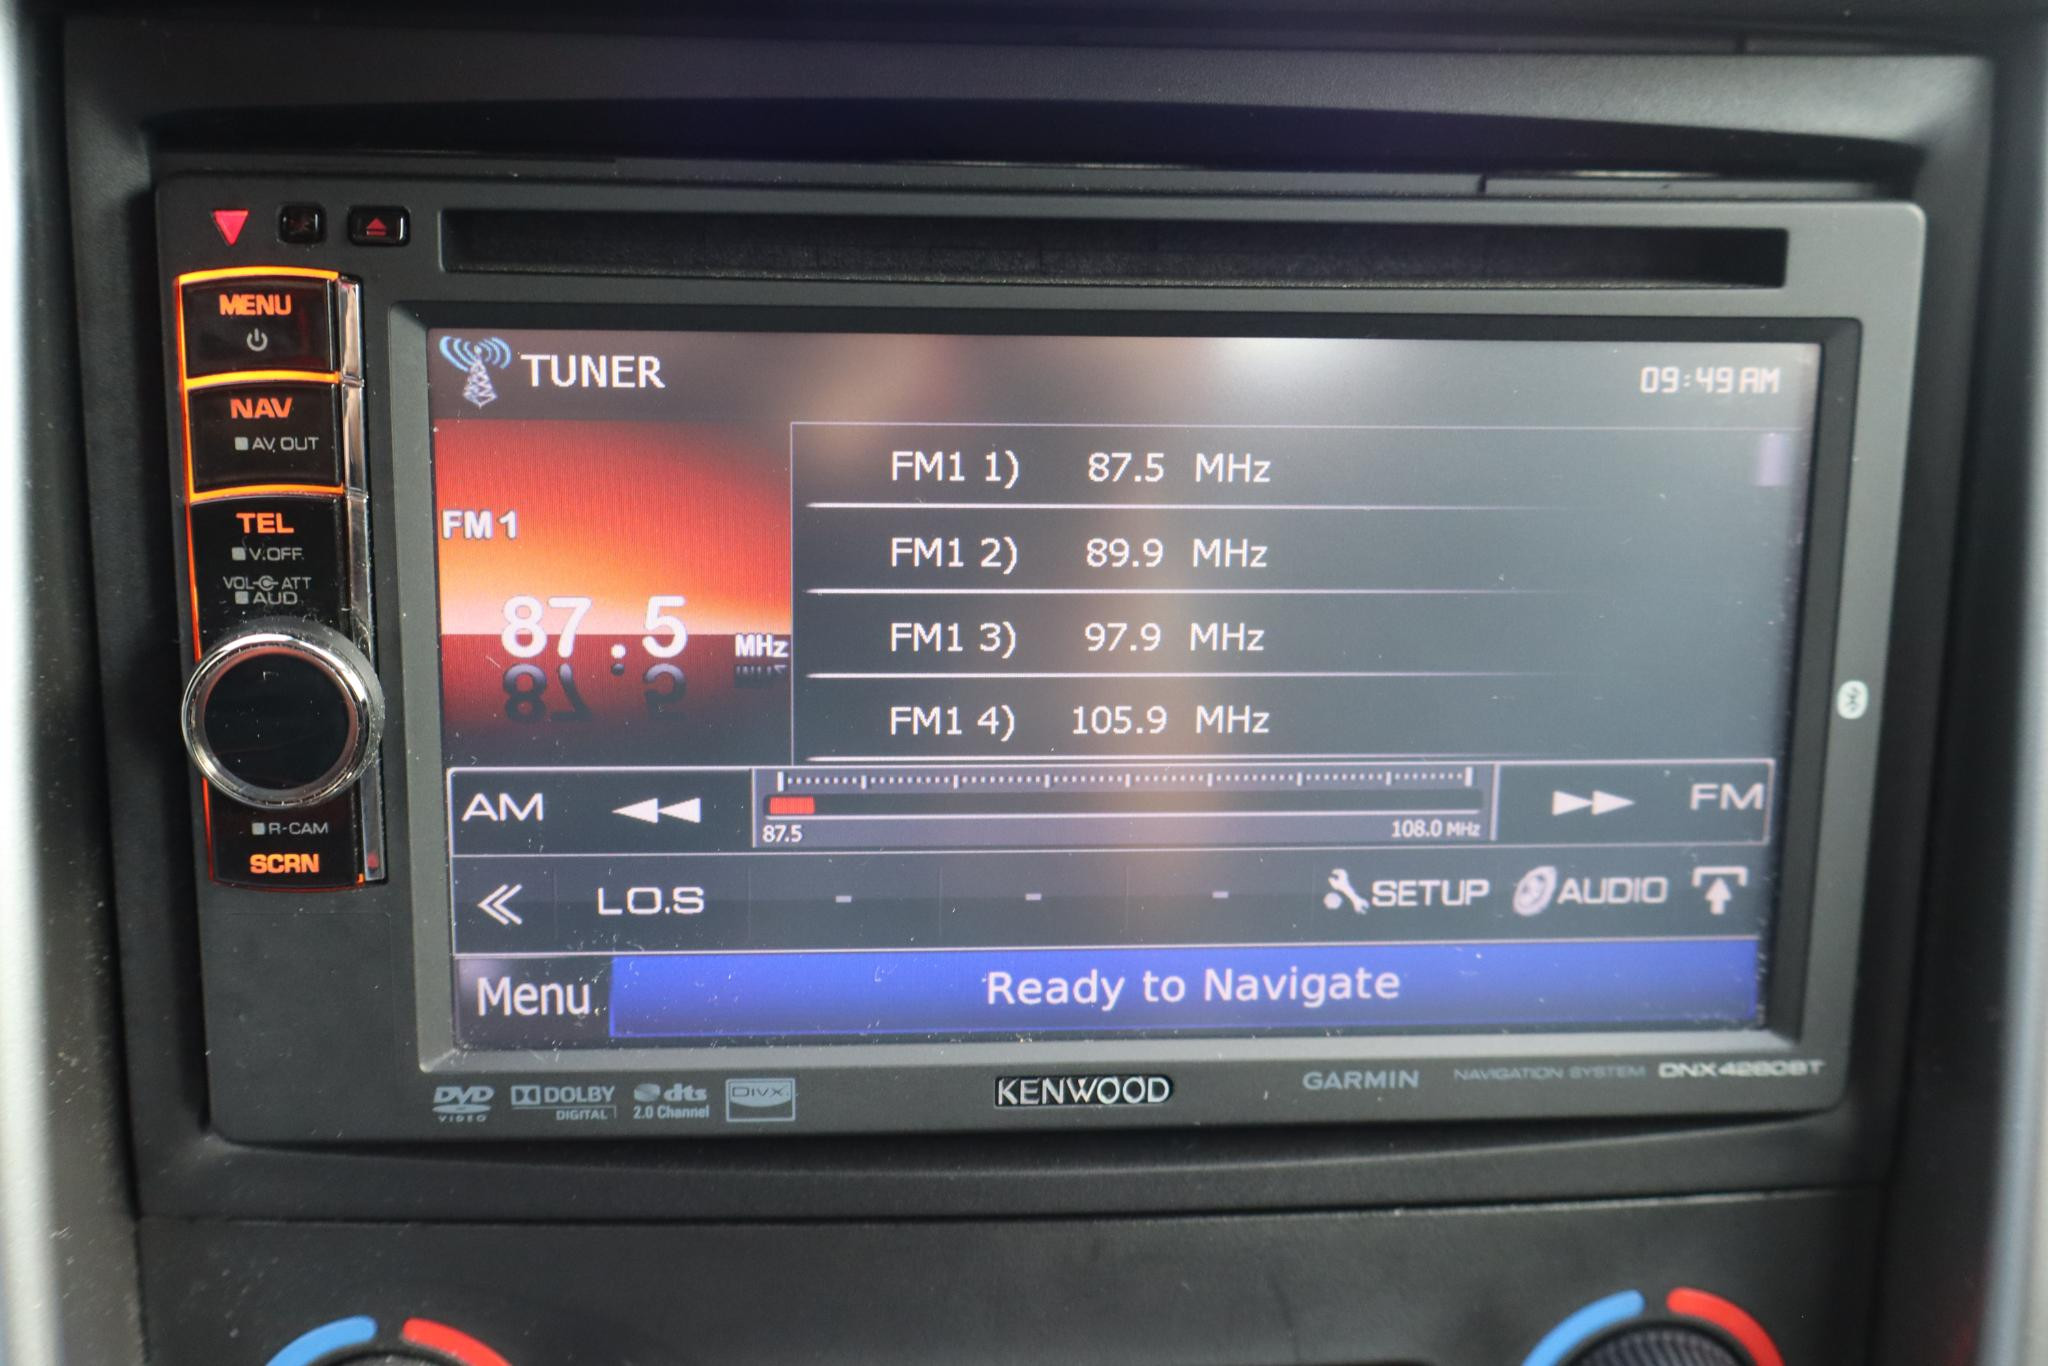 MENU
NAV
AV OUT
TEL
V.OFF
VOL ATT
AUD
R-CAM
SCRN
TUNER
09:49 AM
FM1
87.5 MHz
FM1 1) 87.5 MHz
FM1 2) 89.9 MHz
FM1 3) 97.9 MHz
FM1 4) 105.9 MHz
AM
87.5
108.0 MHz
FM
LO.S - - - SETUP AUDIO
Menu Ready to Navigate
DVD
VIDEO
DOLBY
DIGITAL
dts
2.0 Channel
DIVX
KENWOOD
GARMIN NAVIGATION SYSTEM DNX4280BT